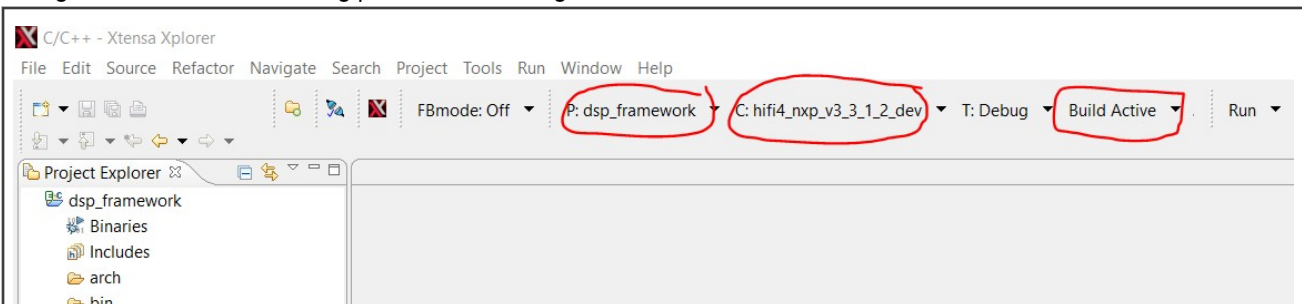 C/C++ - Xtensa Xplorer
File Edit Source Refactor Navigate Search Project Tools Run Window Help
FBmode: Off P: dsp_framework C: hifi4_nxp_v3_3_1_2_dev T: Debug Build Active Run
Project Explorer
dsp_framework
Binaries
Includes
arch
bin